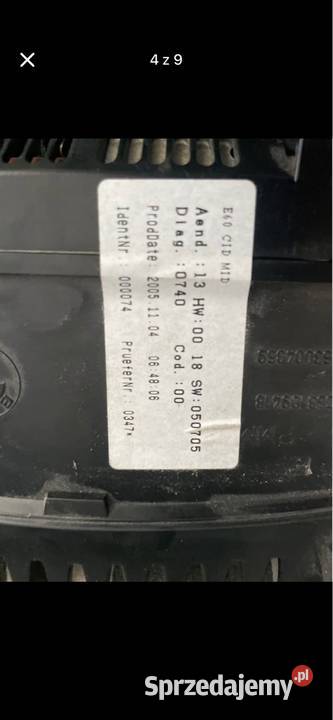 4 z 9
E60 CID MID
Aend. :13 HW:00 18 SW:050705
Diag. :0740 Cod. :00
ProdDate: 2005.11.04 06:48:06
IdentNr.: 000074 PrueferNr.: 0347*
Sprzedajemy.pl